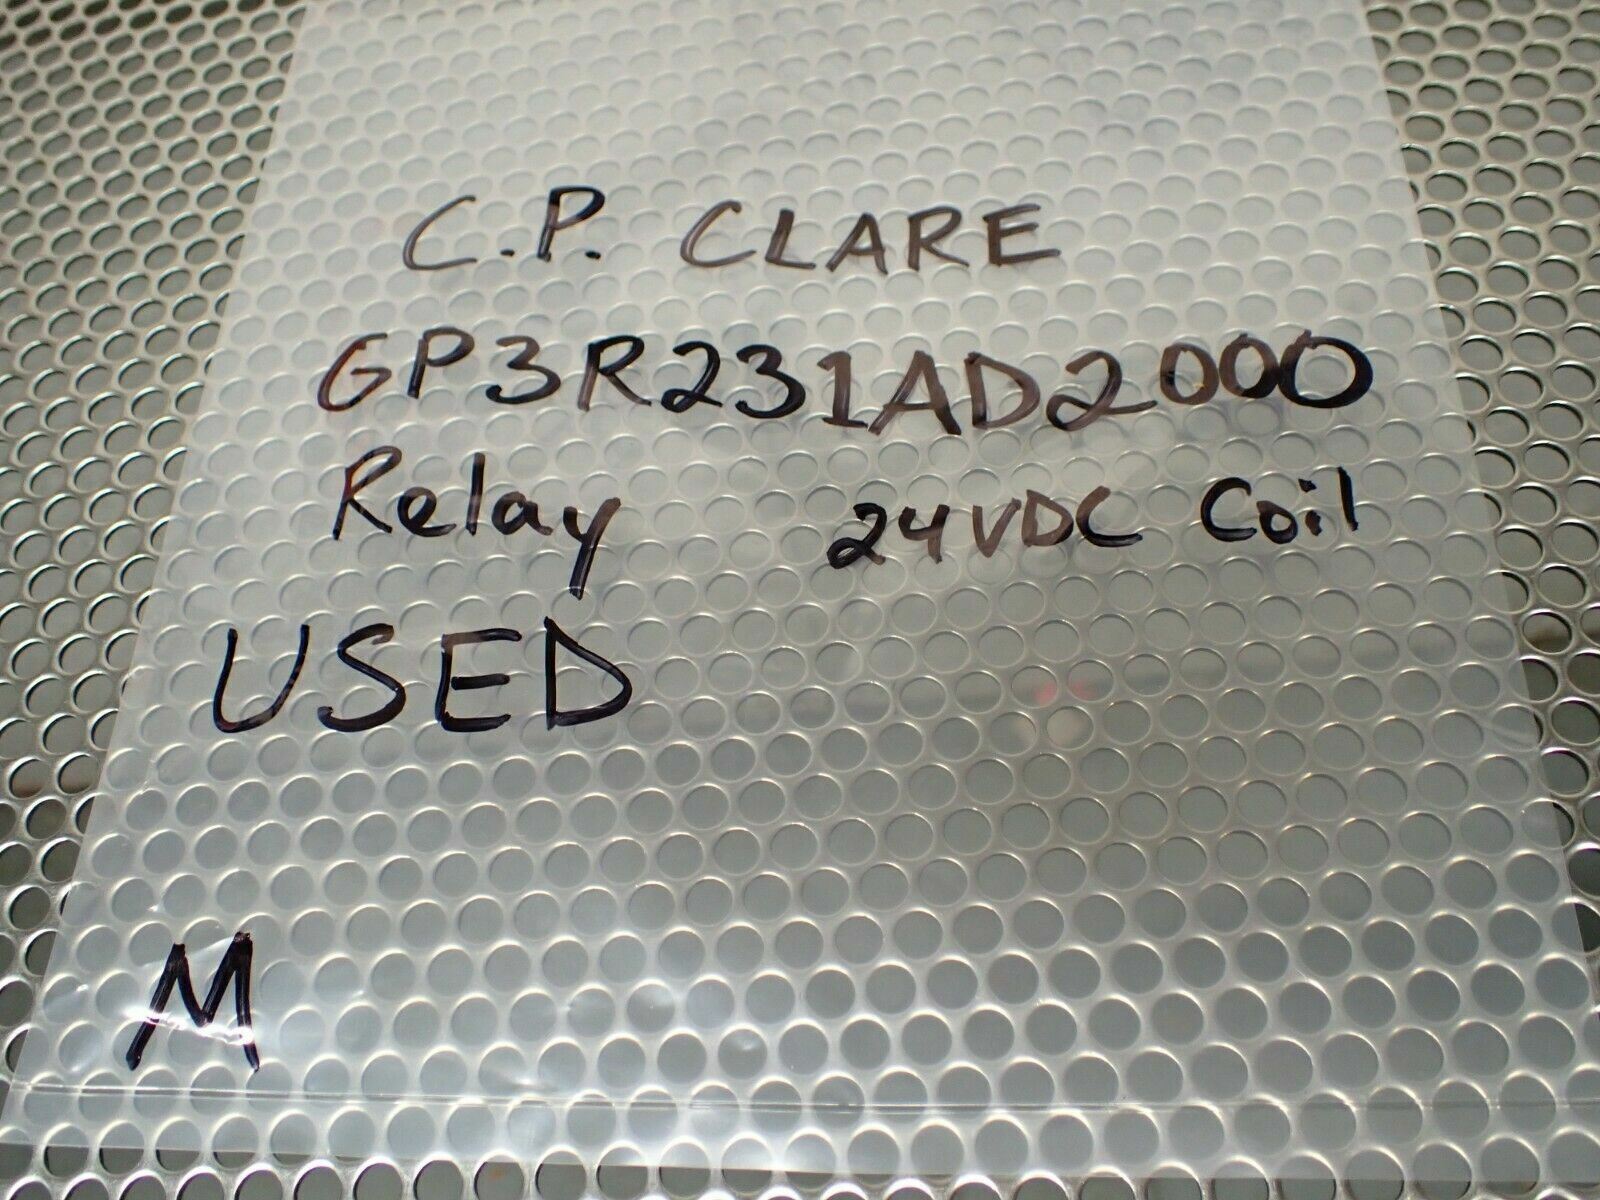 C.P. CLARE
GP3R231AD2000
Relay 24VDC Coil
USED
M